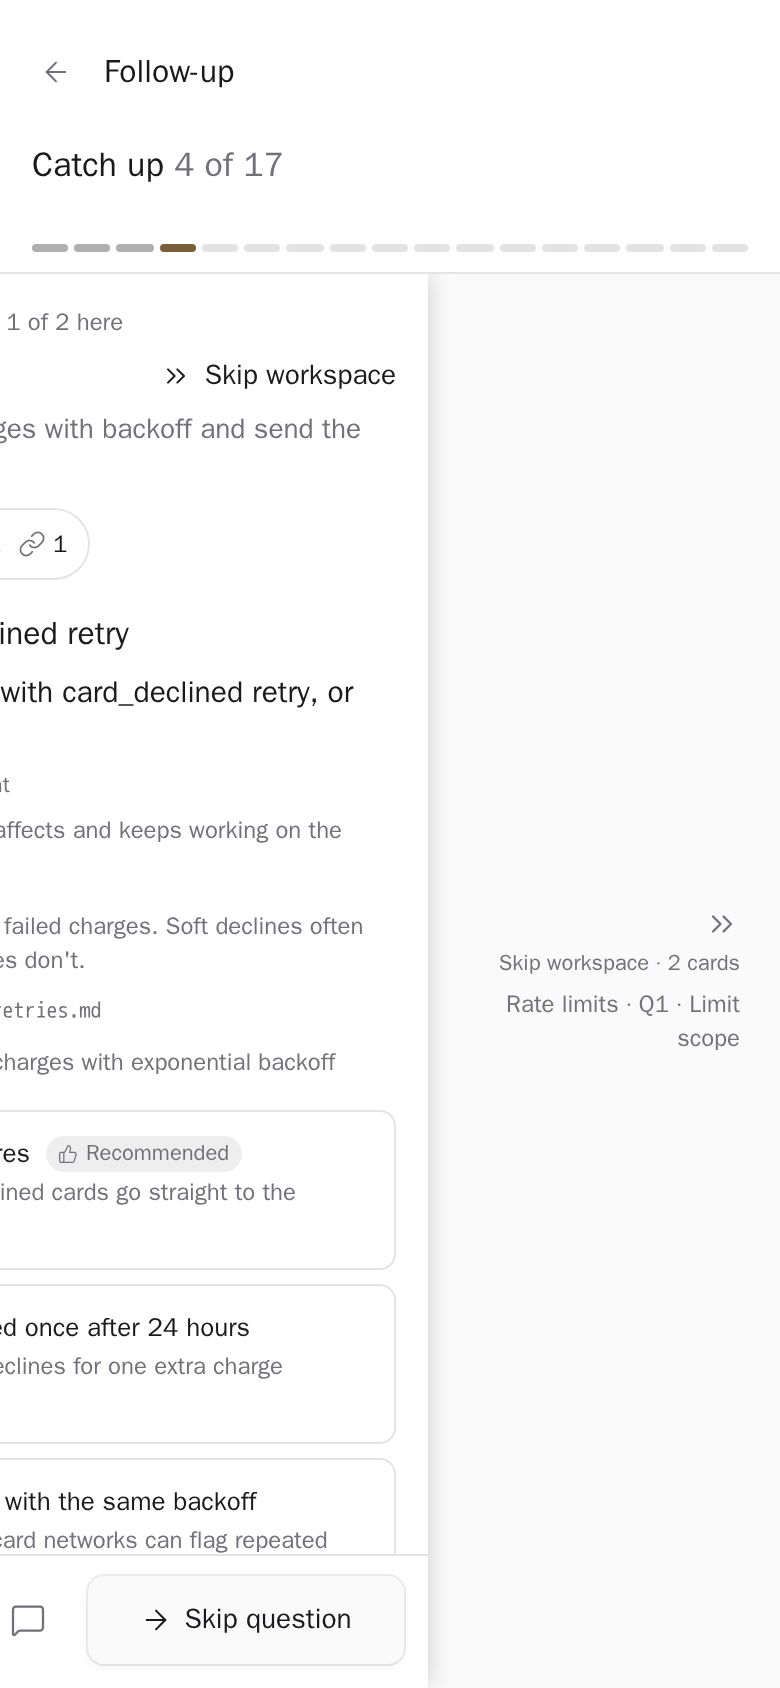 Follow-up
Catch up 4 of 17
1 of 2 here
Skip workspace
ges with backoff and send the
1
ined retry
with card_declined retry, or
nt
affects and keeps working on the
failed charges. Soft declines often
es don't.
retries.md
charges with exponential backoff
res Recommended
ined cards go straight to the
ed once after 24 hours
eclines for one extra charge
with the same backoff
card networks can flag repeated
Skip question
Skip workspace · 2 cards
Rate limits · Q1 · Limit
scope